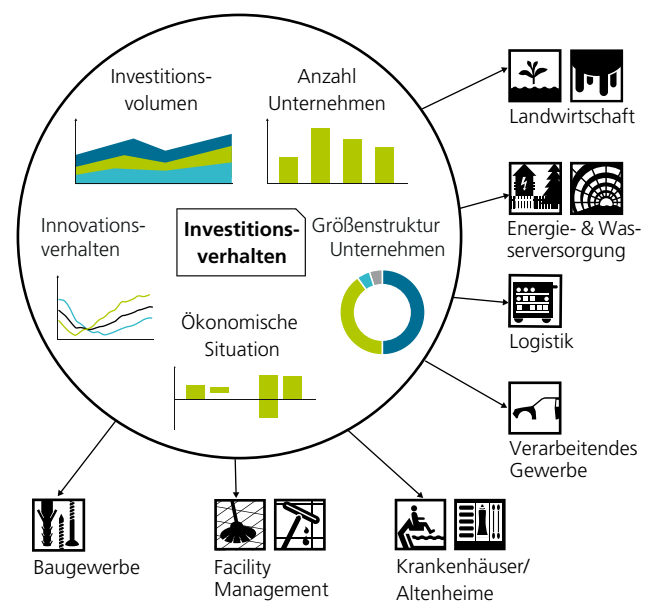 Investitions-
volumen
Anzahl
Unternehmen
Landwirtschaft
Innovations-
verhalten
Investitions-
verhalten
Größenstruktur
Unternehmen
Energie- & Was-
serversorgung
Ökonomische
Situation
Logistik
Verarbeitendes
Gewerbe
Baugewerbe
Facility
Management
Krankenhäuser/
Altenheime